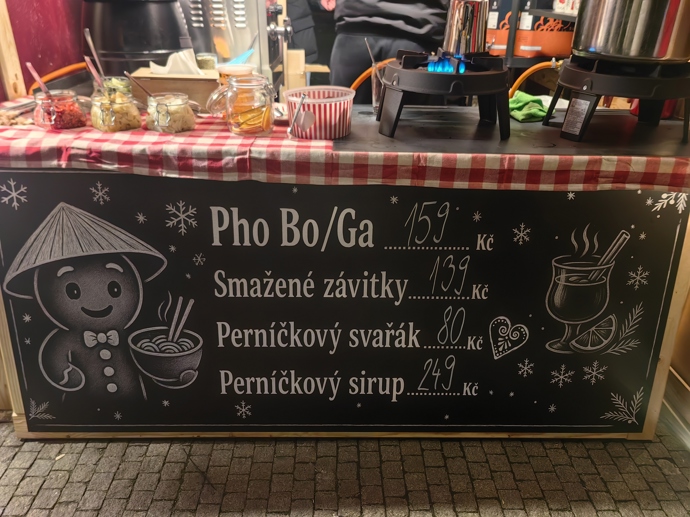 Pho Bo/Ga 159 Kč
Smažené závitky 139 Kč
Perníčkový svařák 80 Kč
Perníčkový sirup 249 Kč